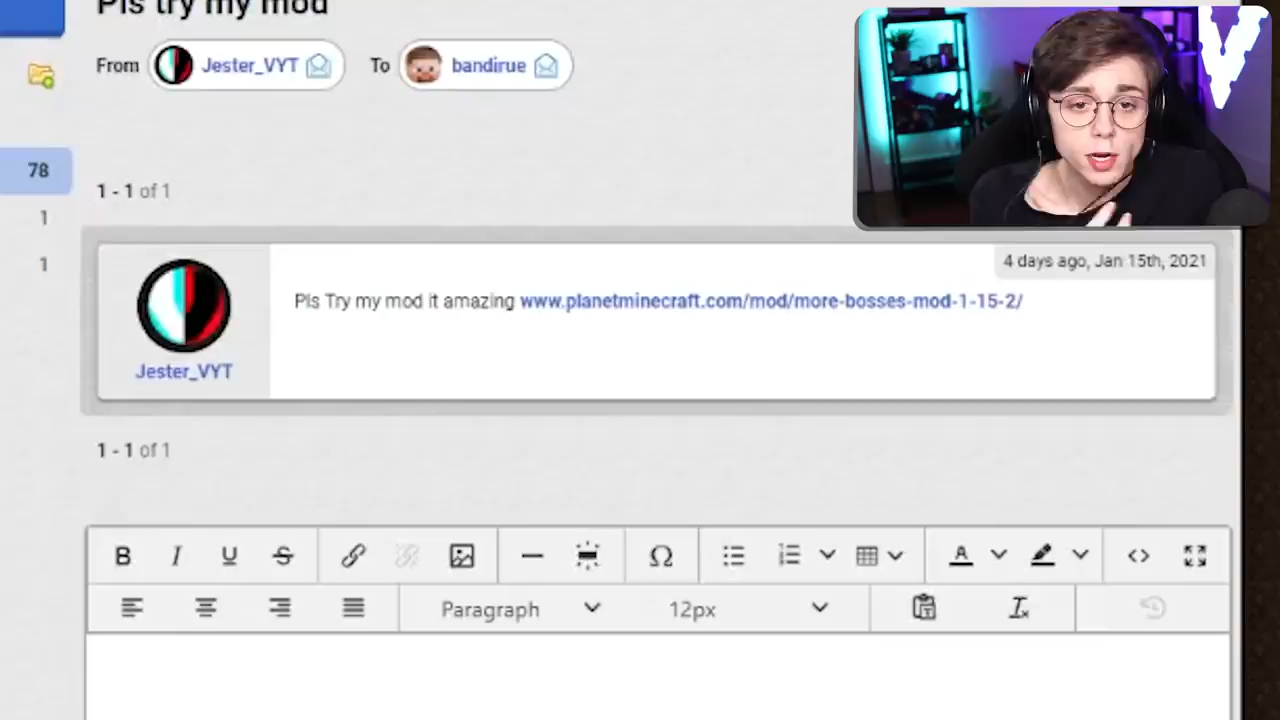 Pls try my mod
From Jester_VYT To bandirue
78
1 - 1 of 1
1
1
4 days ago, Jan 15th, 2021
Pls Try my mod it amazing www.planetminecraft.com/mod/more-bosses-mod-1-15-2/
Jester_VYT
1 - 1 of 1
B I U S Ω A <>
Paragraph 12px